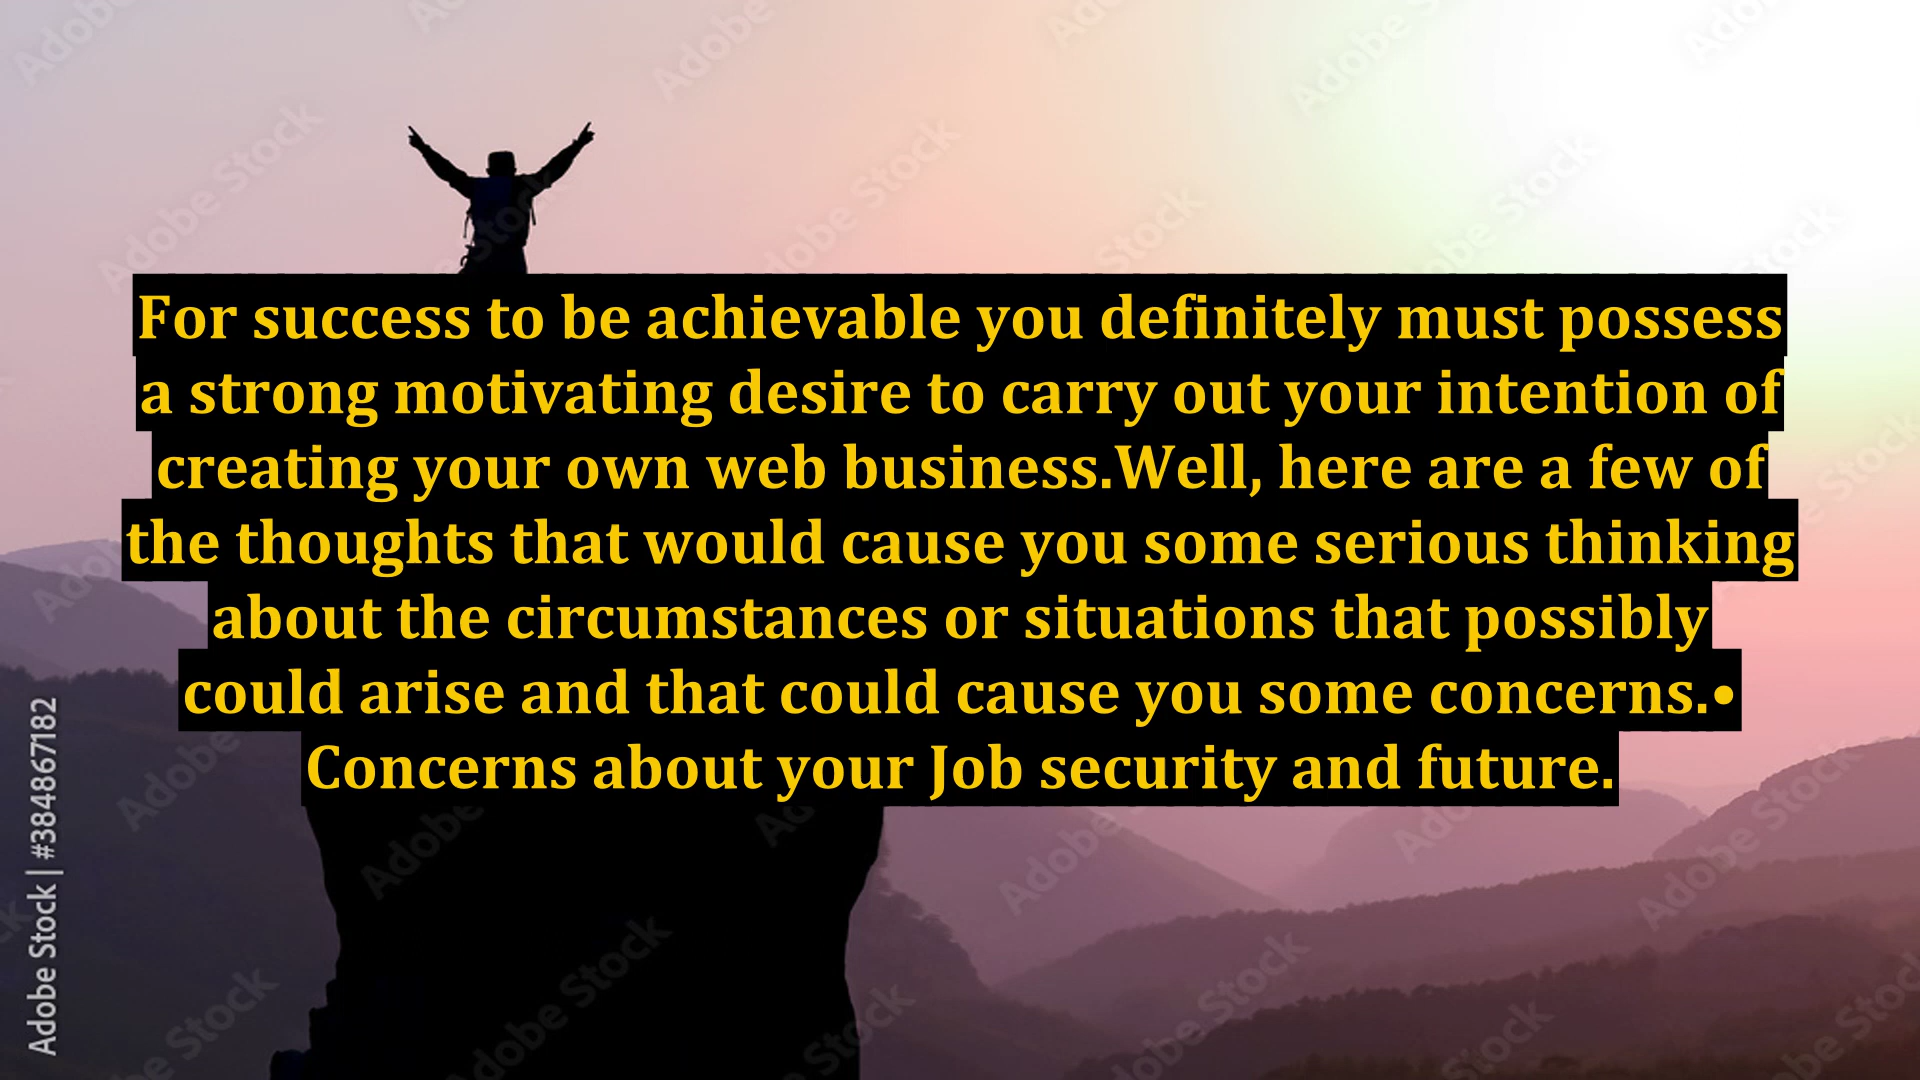 For success to be achievable you definitely must possess
a strong motivating desire to carry out your intention of
creating your own web business.Well, here are a few of
the thoughts that would cause you some serious thinking
about the circumstances or situations that possibly
could arise and that could cause you some concerns.•
Concerns about your Job security and future.
Adobe Stock | #384867182
Adobe Stock